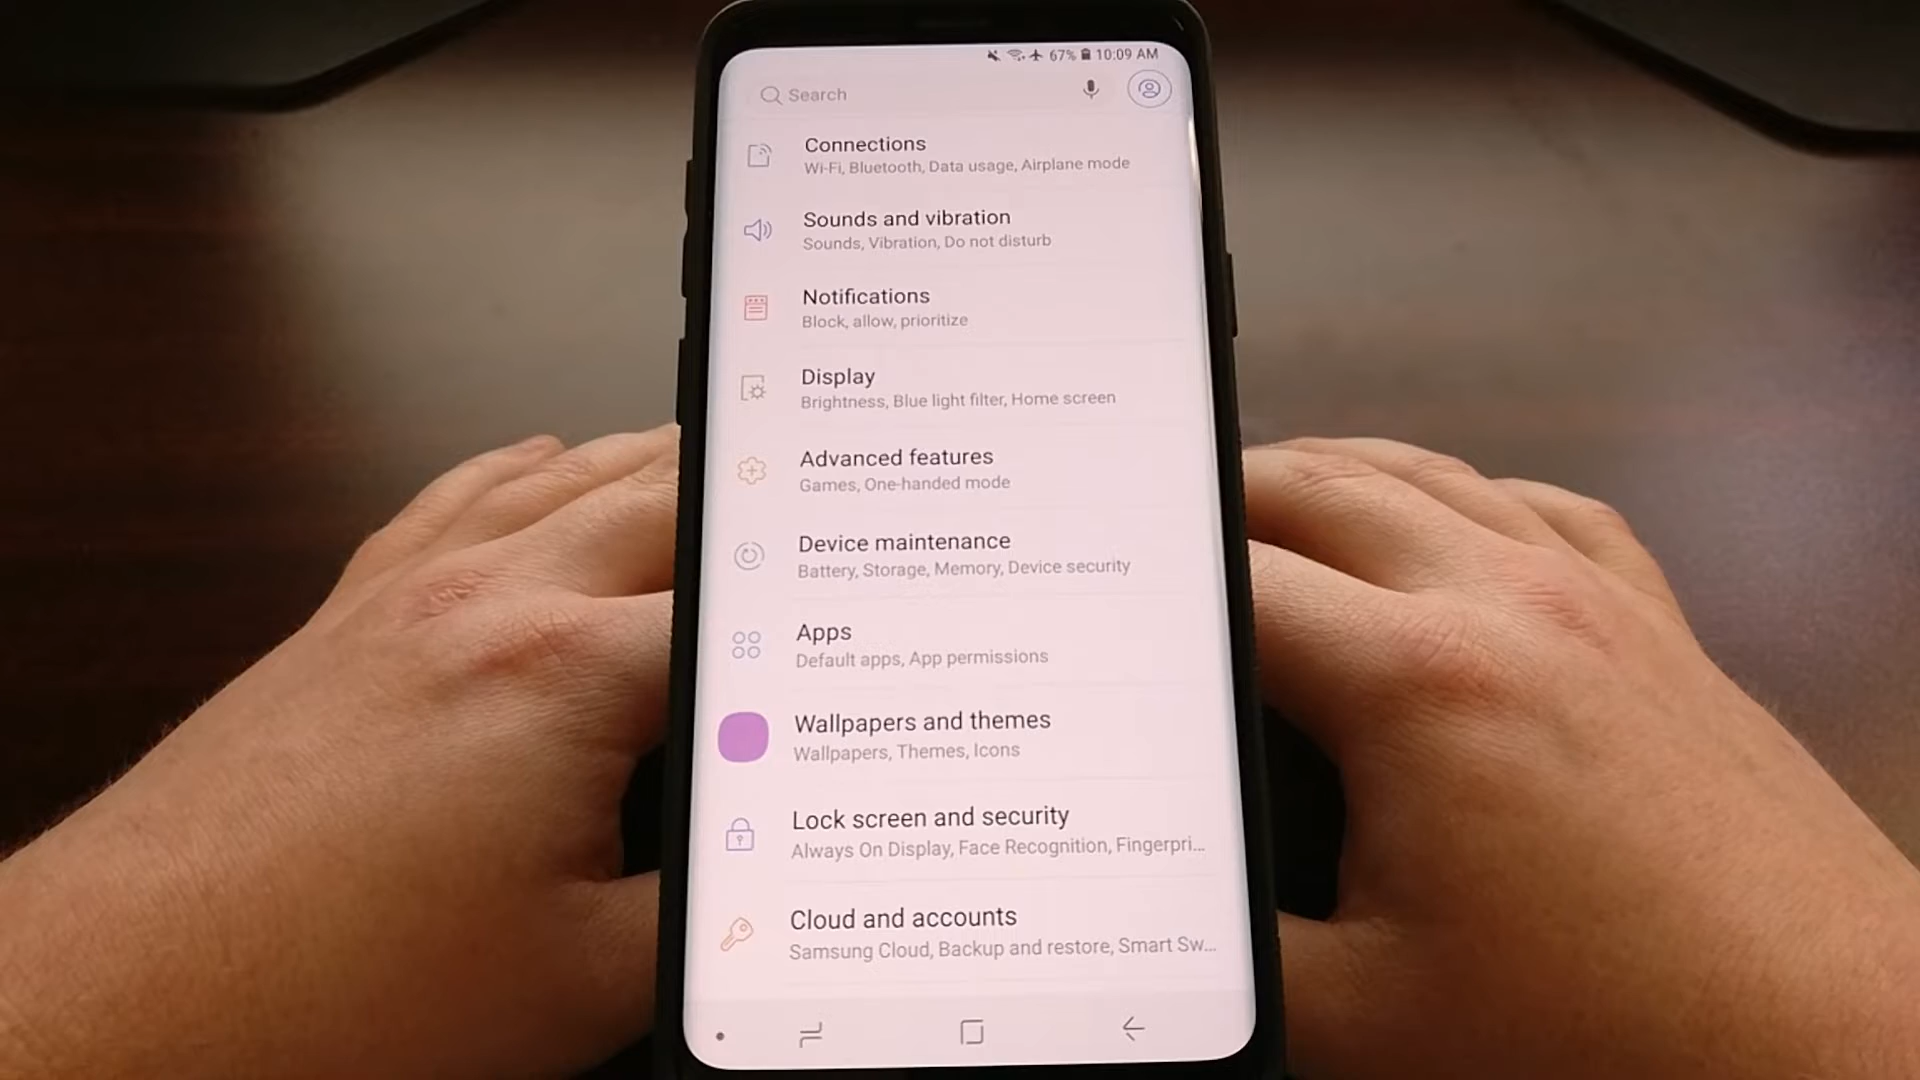 67% 10:09 AM
Search
Connections
Wi-Fi, Bluetooth, Data usage, Airplane mode
Sounds and vibration
Sounds, Vibration, Do not disturb
Notifications
Block, allow, prioritize
Display
Brightness, Blue light filter, Home screen
Advanced features
Games, One-handed mode
Device maintenance
Battery, Storage, Memory, Device security
Apps
Default apps, App permissions
Wallpapers and themes
Wallpapers, Themes, Icons
Lock screen and security
Always On Display, Face Recognition, Fingerpri...
Cloud and accounts
Samsung Cloud, Backup and restore, Smart Sw...